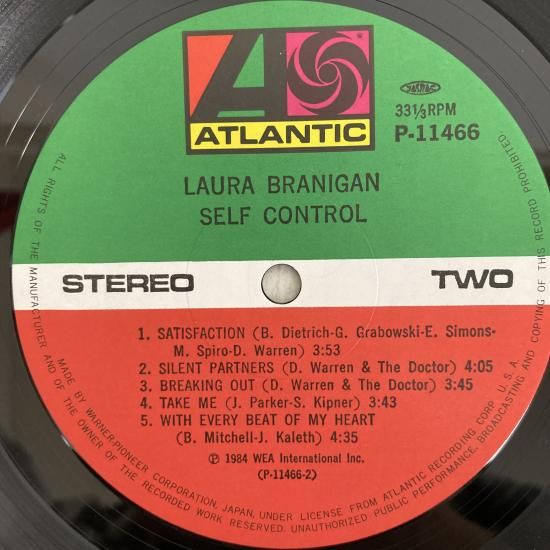 ATLANTIC
JASRAC
33 1/3 RPM
P-11466
LAURA BRANIGAN
SELF CONTROL
STEREO
TWO
1. SATISFACTION (B. Dietrich-G. Grabowski-E. Simons-
M. Spiro-D. Warren) 3:53
2. SILENT PARTNERS (D. Warren & The Doctor) 4:05
3. BREAKING OUT (D. Warren & The Doctor) 3:45
4. TAKE ME (J. Parker-S. Kipner) 3:43
5. WITH EVERY BEAT OF MY HEART
(B. Mitchell-J. Kaleth) 4:35
℗ 1984 WEA International Inc.
(P-11466-2)
MADE BY WARNER-PIONEER CORPORATION, JAPAN, UNDER LICENSE FROM ATLANTIC RECORDING CORP. U.S.A.
ALL RIGHTS OF THE MANUFACTURER AND OF THE OWNER OF THE RECORDED WORK RESERVED. UNAUTHORIZED PUBLIC PERFORMANCE, BROADCASTING AND COPYING OF THIS RECORD PROHIBITED.